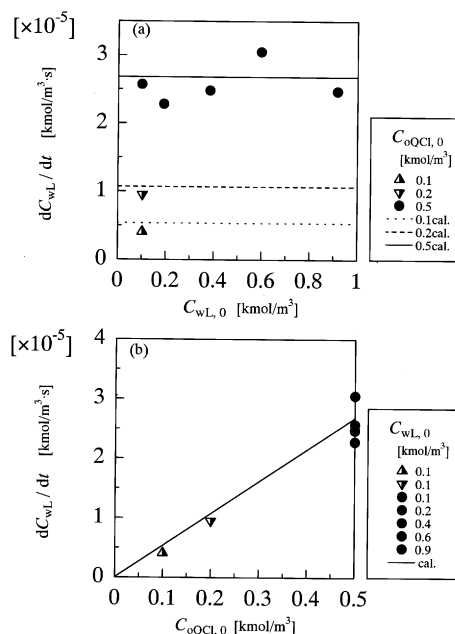 [×10⁻⁵]
(a)
3
2
1
0
dC_wL / dt [kmol/m³·s]
0 0.2 0.4 0.6 0.8 1
C_wL, 0 [kmol/m³]
C_oQCl, 0
[kmol/m³]
0.1
0.2
0.5
0.1cal.
0.2cal.
0.5cal.
[×10⁻⁵]
(b)
4
3
2
1
0
dC_wL / dt [kmol/m³·s]
0 0.1 0.2 0.3 0.4 0.5
C_oQCl, 0 [kmol/m³]
C_wL, 0
[kmol/m³]
0.1
0.1
0.1
0.2
0.4
0.6
0.9
cal.